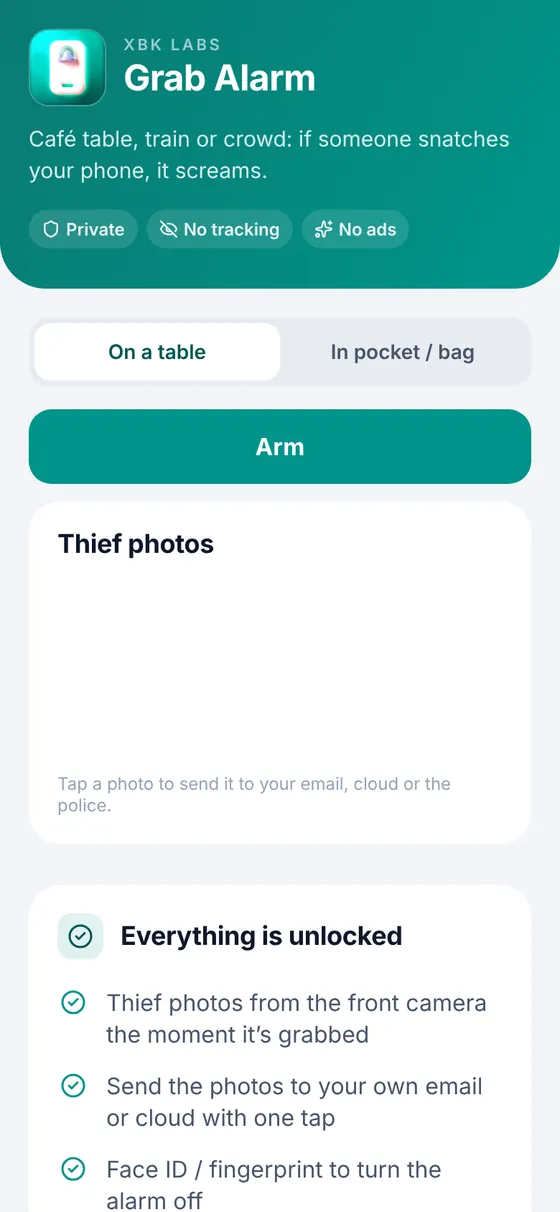 XBK LABS
Grab Alarm
Café table, train or crowd: if someone snatches
your phone, it screams.
Private
No tracking
No ads
On a table
In pocket / bag
Arm
Thief photos
Tap a photo to send it to your email, cloud or the
police.
Everything is unlocked
Thief photos from the front camera
the moment it’s grabbed
Send the photos to your own email
or cloud with one tap
Face ID / fingerprint to turn the
alarm off